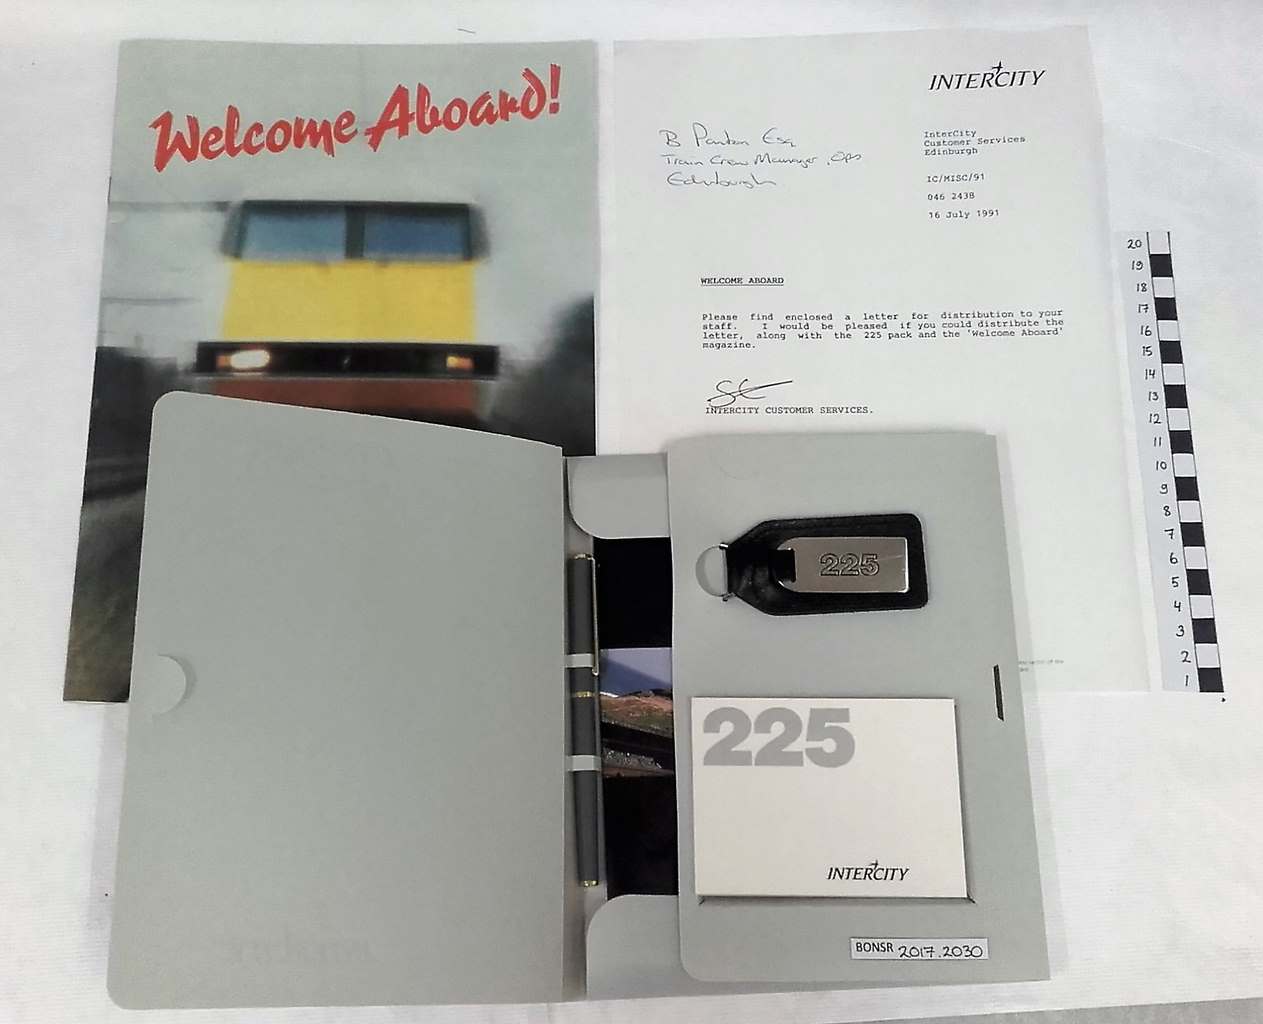 Welcome Aboard!
INTERCITY
B Panton Esq
Train Crew Manager, Ops
Edinburgh
InterCity
Customer Services
Edinburgh
IC/MISC/91
046 2438
16 July 1991
WELCOME ABOARD
Please find enclosed a letter for distribution to your
staff. I would be pleased if you could distribute the
letter, along with the 225 pack and the 'Welcome Aboard'
magazine.
INTERCITY CUSTOMER SERVICES.
225
225
INTERCITY
BONSR 2017.2030
20
19
18
17
16
15
14
13
12
11
10
9
8
7
6
5
4
3
2
1